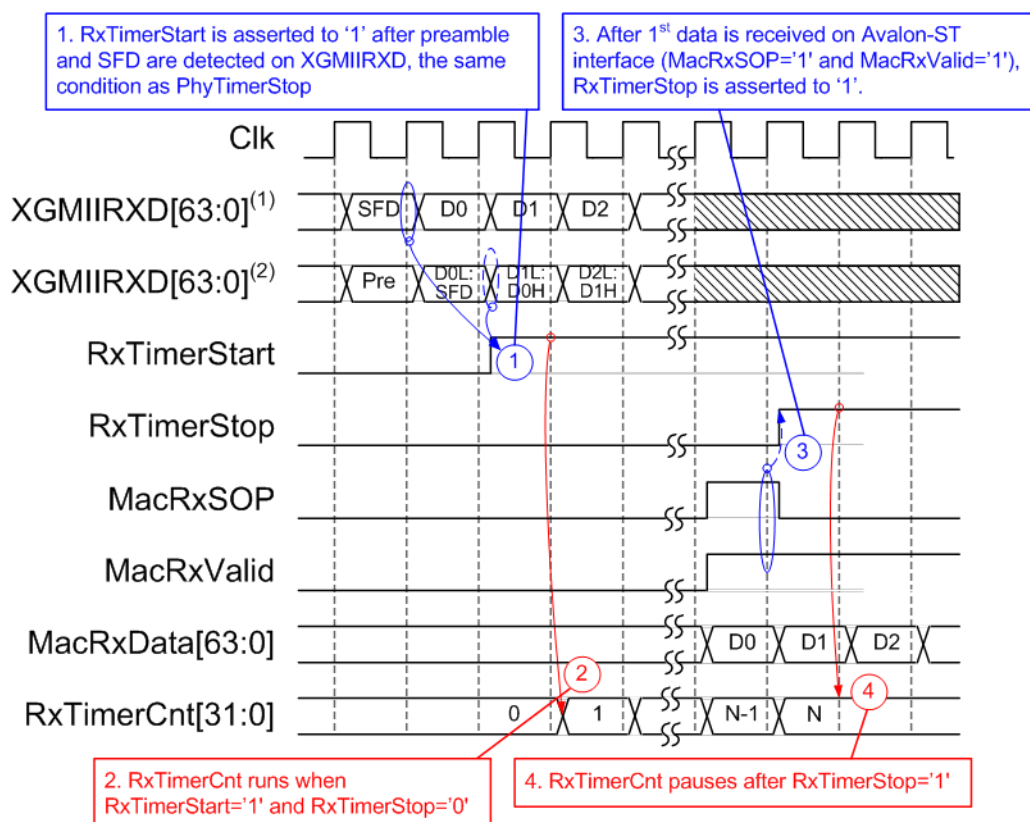 1. RxTimerStart is asserted to ‘1’ after preamble
and SFD are detected on XGMIIRXD, the same
condition as PhyTimerStop
3. After 1st data is received on Avalon-ST
interface (MacRxSOP=’1’ and MacRxValid=’1’),
RxTimerStop is asserted to ‘1’.
Clk
XGMIIRXD[63:0](1)
SFD D0 D1 D2
XGMIIRXD[63:0](2)
Pre D0L: D1L: D2L:
SFD D0H D1H
RxTimerStart
1
RxTimerStop
3
MacRxSOP
MacRxValid
MacRxData[63:0]
D0 D1 D2
2
4
RxTimerCnt[31:0]
0 1 N-1 N
2. RxTimerCnt runs when
RxTimerStart='1' and RxTimerStop='0'
4. RxTimerCnt pauses after RxTimerStop='1'